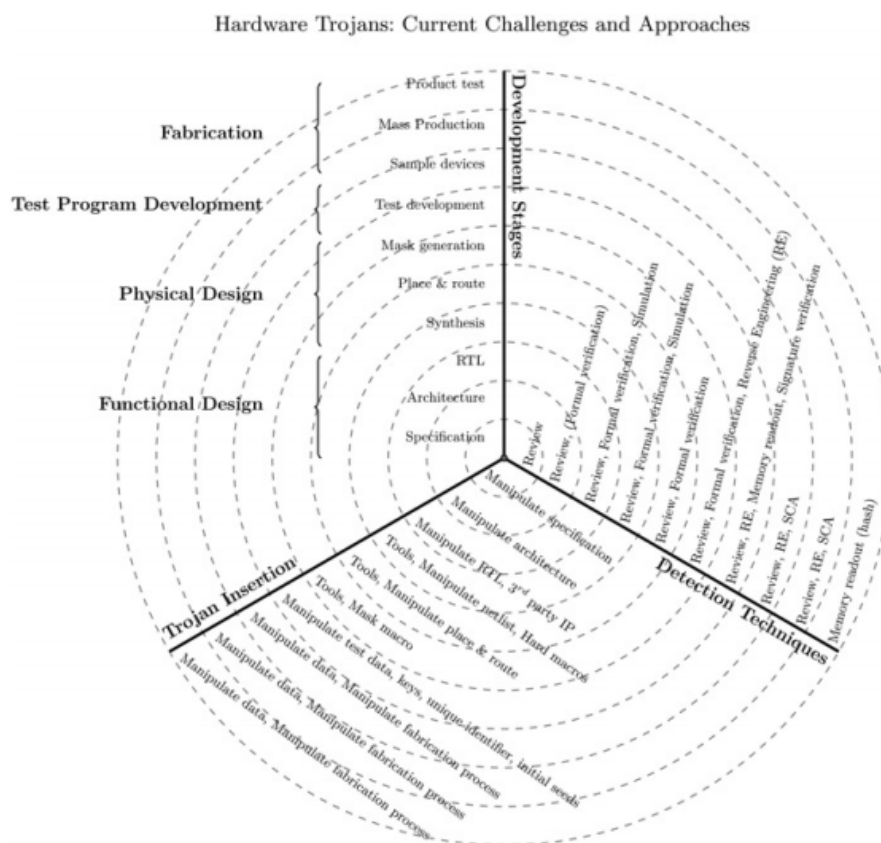 Hardware Trojans: Current Challenges and Approaches
Development Stages
Fabrication
Product test
Mass Production
Sample devices
Test Program Development
Test development
Physical Design
Mask generation
Place & route
Synthesis
Functional Design
RTL
Architecture
Specification
Detection Techniques
Review
Review, (Formal verification)
Review, Formal verification, Simulation
Review, Formal verification, Simulation
Review, Formal verification
Review, Formal verification, Reverse Engineering (RE)
Review, RE, Memory readout, Signature verification
Review, RE, SCA
Review, RE, SCA
Memory readout (hash)
Trojan Insertion
Manipulate specification
Manipulate architecture
Manipulate RTL, 3rd party IP
Tools, Manipulate netlist, Hard macros
Tools, Manipulate place & route
Tools, Mask macro
Manipulate test data, keys, unique identifier, initial seeds
Manipulate data, Manipulate fabrication process
Manipulate data, Manipulate fabrication process
Manipulate data, Manipulate fabrication process